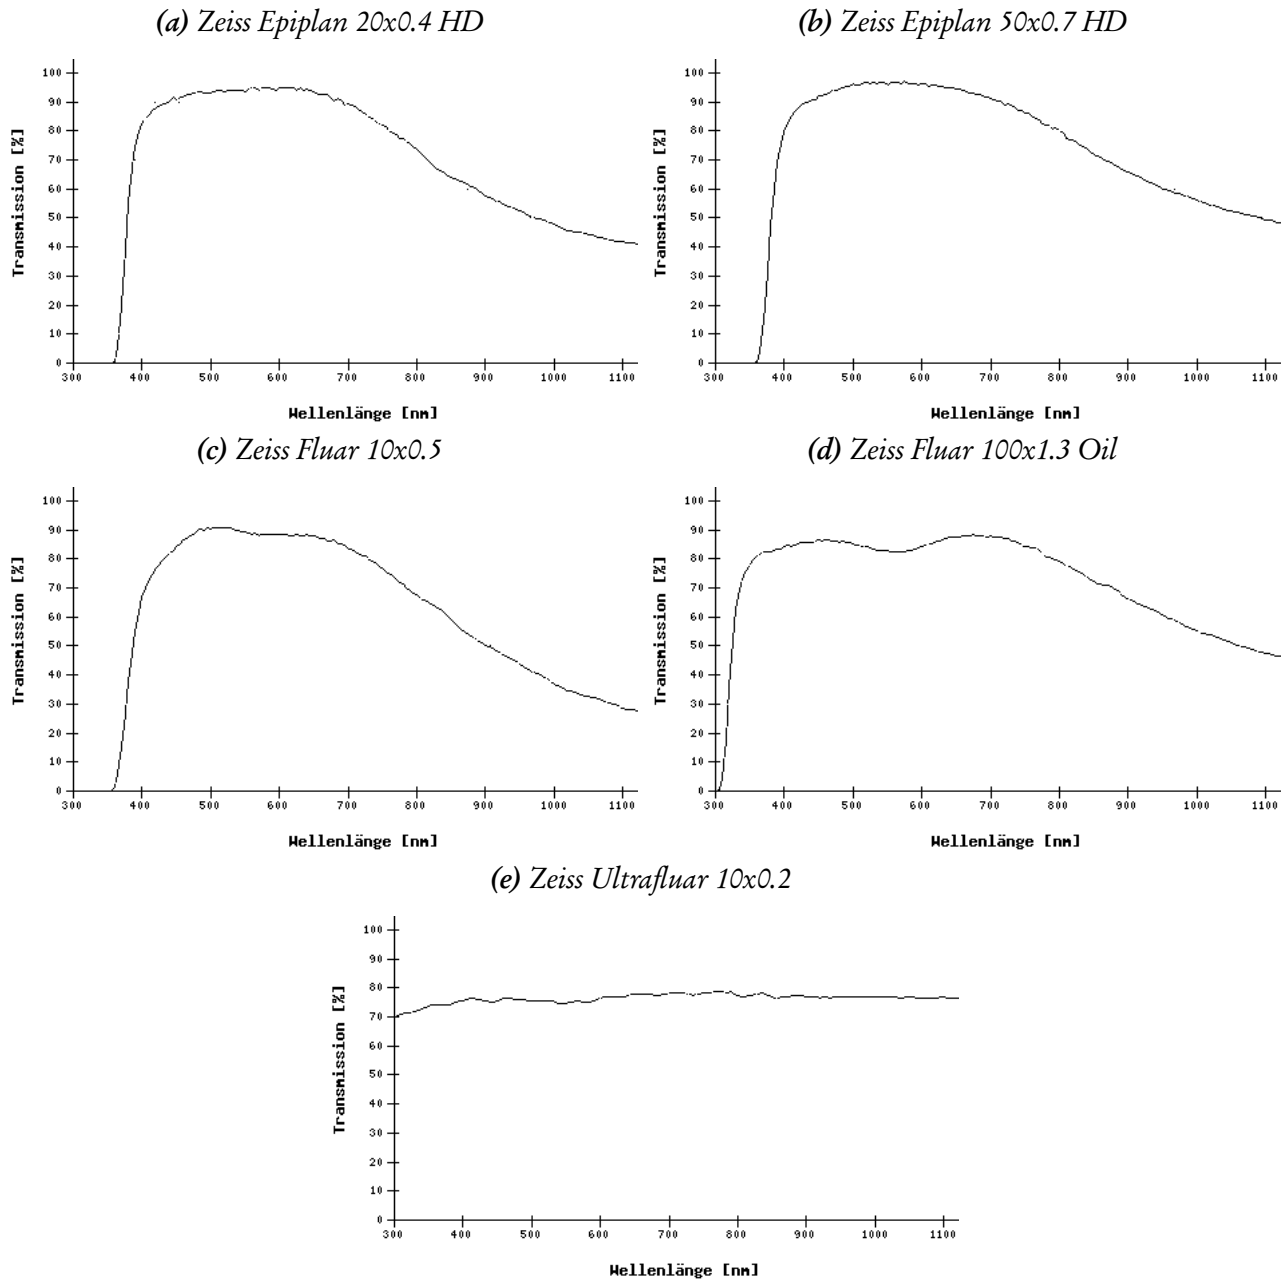 (a) Zeiss Epiplan 20x0.4 HD
(b) Zeiss Epiplan 50x0.7 HD
Transmission [%]
100
90
80
70
60
50
40
30
20
10
0
300 400 500 600 700 800 900 1000 1100
Wellenlänge [nm]
Transmission [%]
100
90
80
70
60
50
40
30
20
10
0
300 400 500 600 700 800 900 1000 1100
Wellenlänge [nm]
(c) Zeiss Fluar 10x0.5
(d) Zeiss Fluar 100x1.3 Oil
Transmission [%]
100
90
80
70
60
50
40
30
20
10
0
300 400 500 600 700 800 900 1000 1100
Wellenlänge [nm]
Transmission [%]
100
90
80
70
60
50
40
30
20
10
0
300 400 500 600 700 800 900 1000 1100
Wellenlänge [nm]
(e) Zeiss Ultrafluar 10x0.2
Transmission [%]
100
90
80
70
60
50
40
30
20
10
0
300 400 500 600 700 800 900 1000 1100
Wellenlänge [nm]